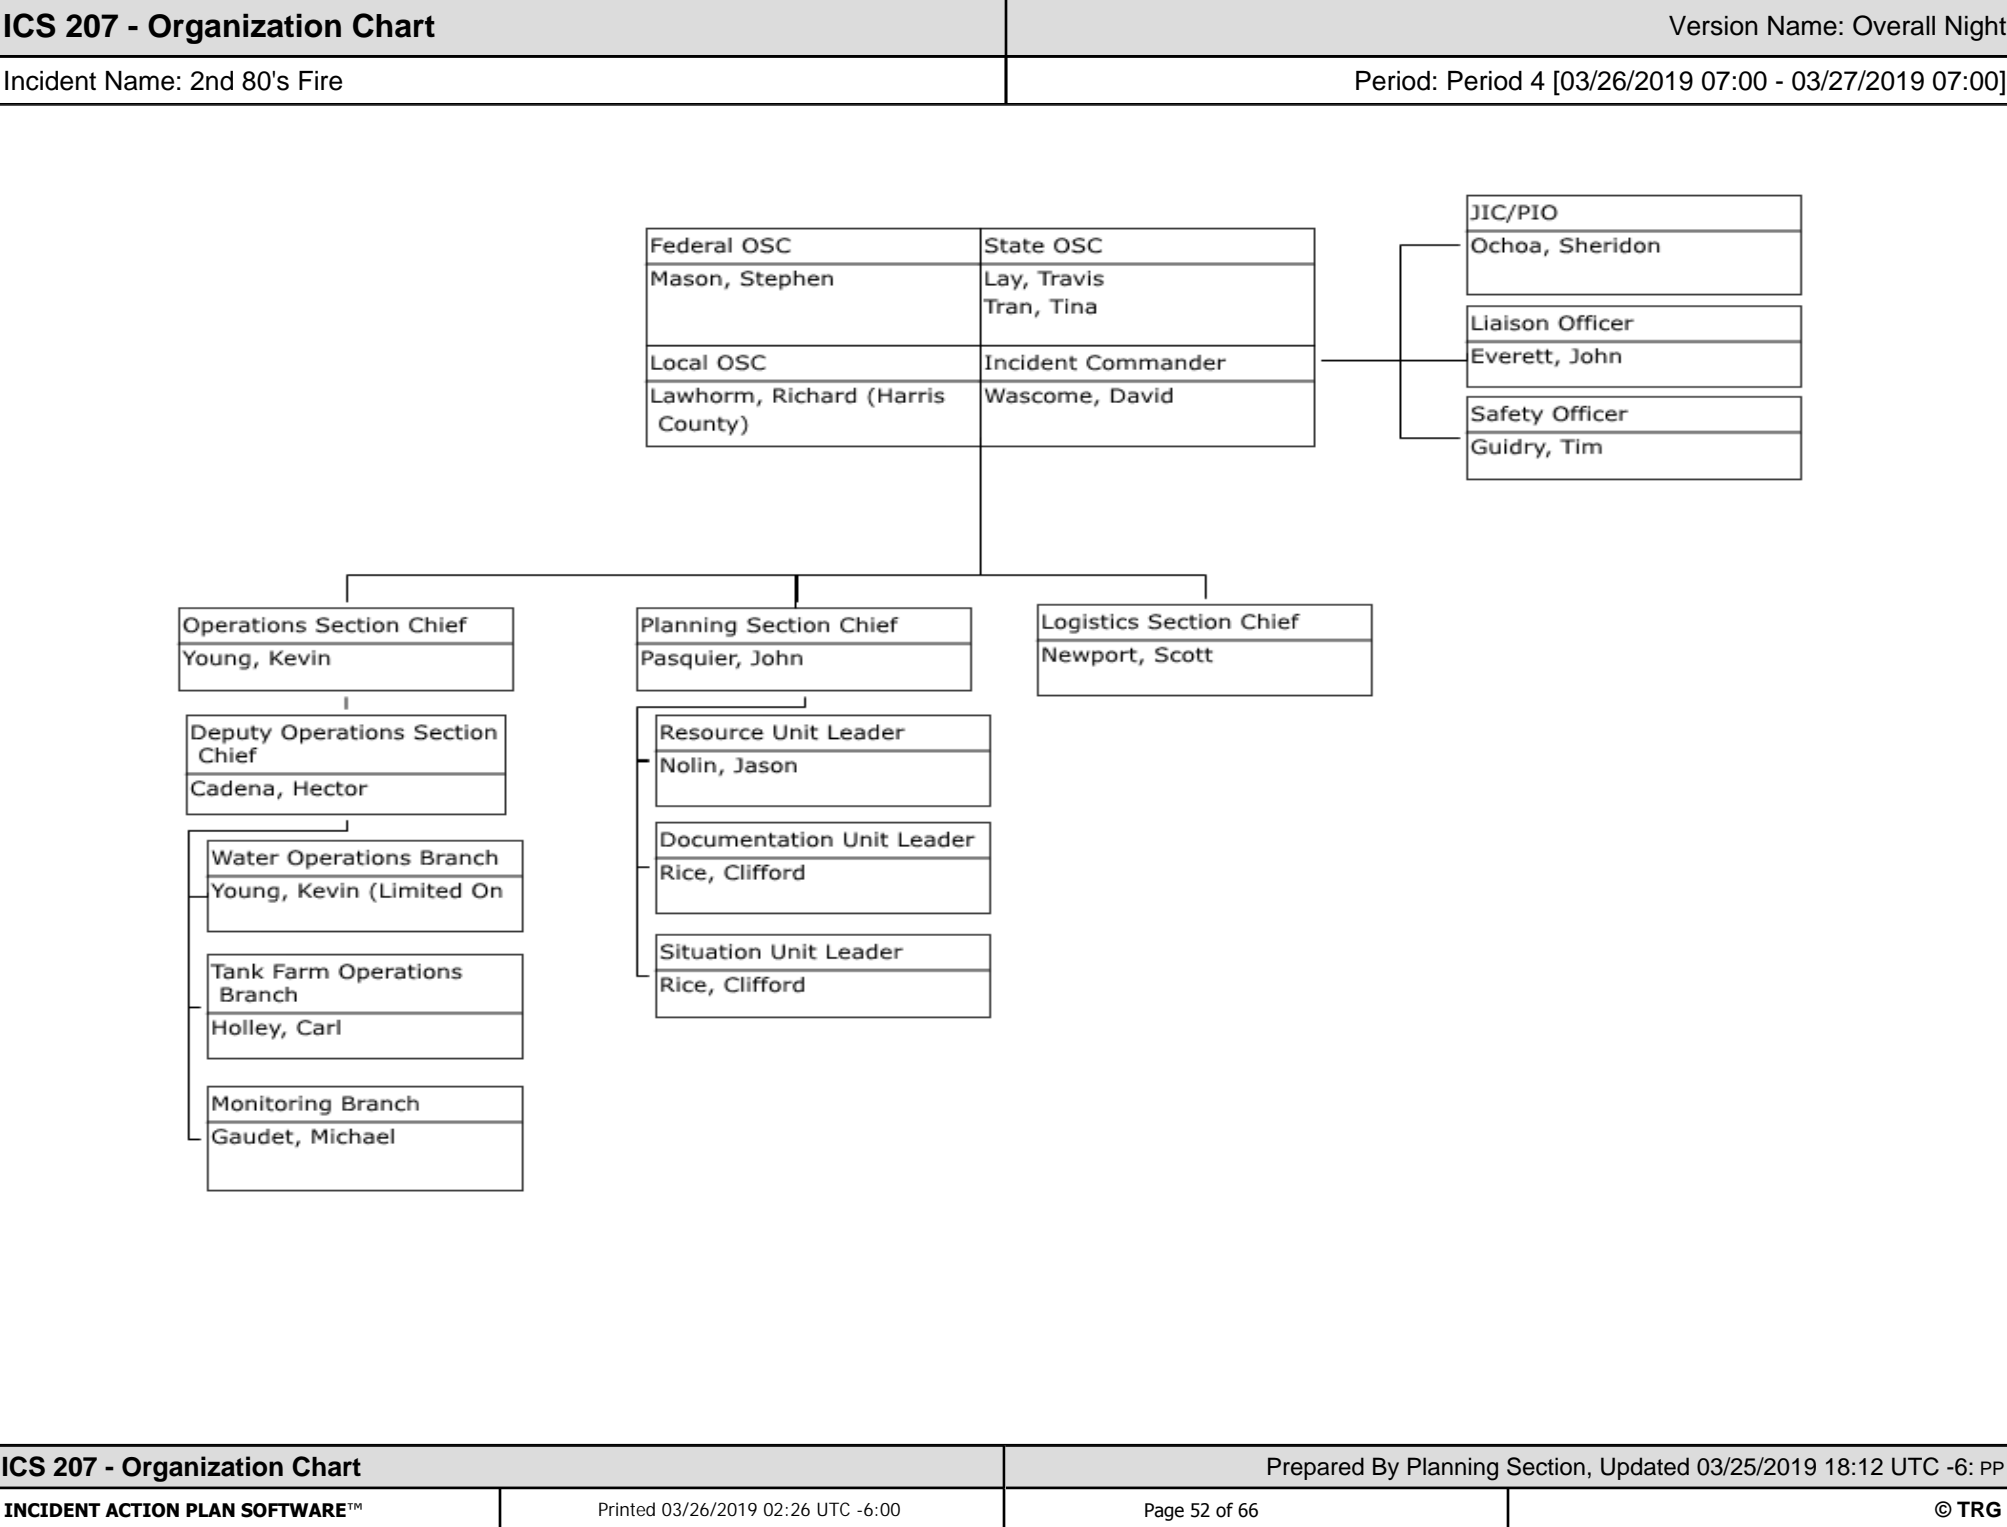 ICS 207 - Organization Chart
Version Name: Overall Night
Incident Name: 2nd 80's Fire
Period: Period 4 [03/26/2019 07:00 - 03/27/2019 07:00]
Federal OSC
Mason, Stephen
State OSC
Lay, Travis
Tran, Tina
Local OSC
Lawhorm, Richard (Harris
County)
Incident Commander
Wascome, David
JIC/PIO
Ochoa, Sheridon
Liaison Officer
Everett, John
Safety Officer
Guidry, Tim
Operations Section Chief
Young, Kevin
Deputy Operations Section
Chief
Cadena, Hector
Water Operations Branch
Young, Kevin (Limited On
Tank Farm Operations
Branch
Holley, Carl
Monitoring Branch
Gaudet, Michael
Planning Section Chief
Pasquier, John
Resource Unit Leader
Nolin, Jason
Documentation Unit Leader
Rice, Clifford
Situation Unit Leader
Rice, Clifford
Logistics Section Chief
Newport, Scott
ICS 207 - Organization Chart
Prepared By Planning Section, Updated 03/25/2019 18:12 UTC -6: PP
INCIDENT ACTION PLAN SOFTWARE™
Printed 03/26/2019 02:26 UTC -6:00
Page 52 of 66
© TRG